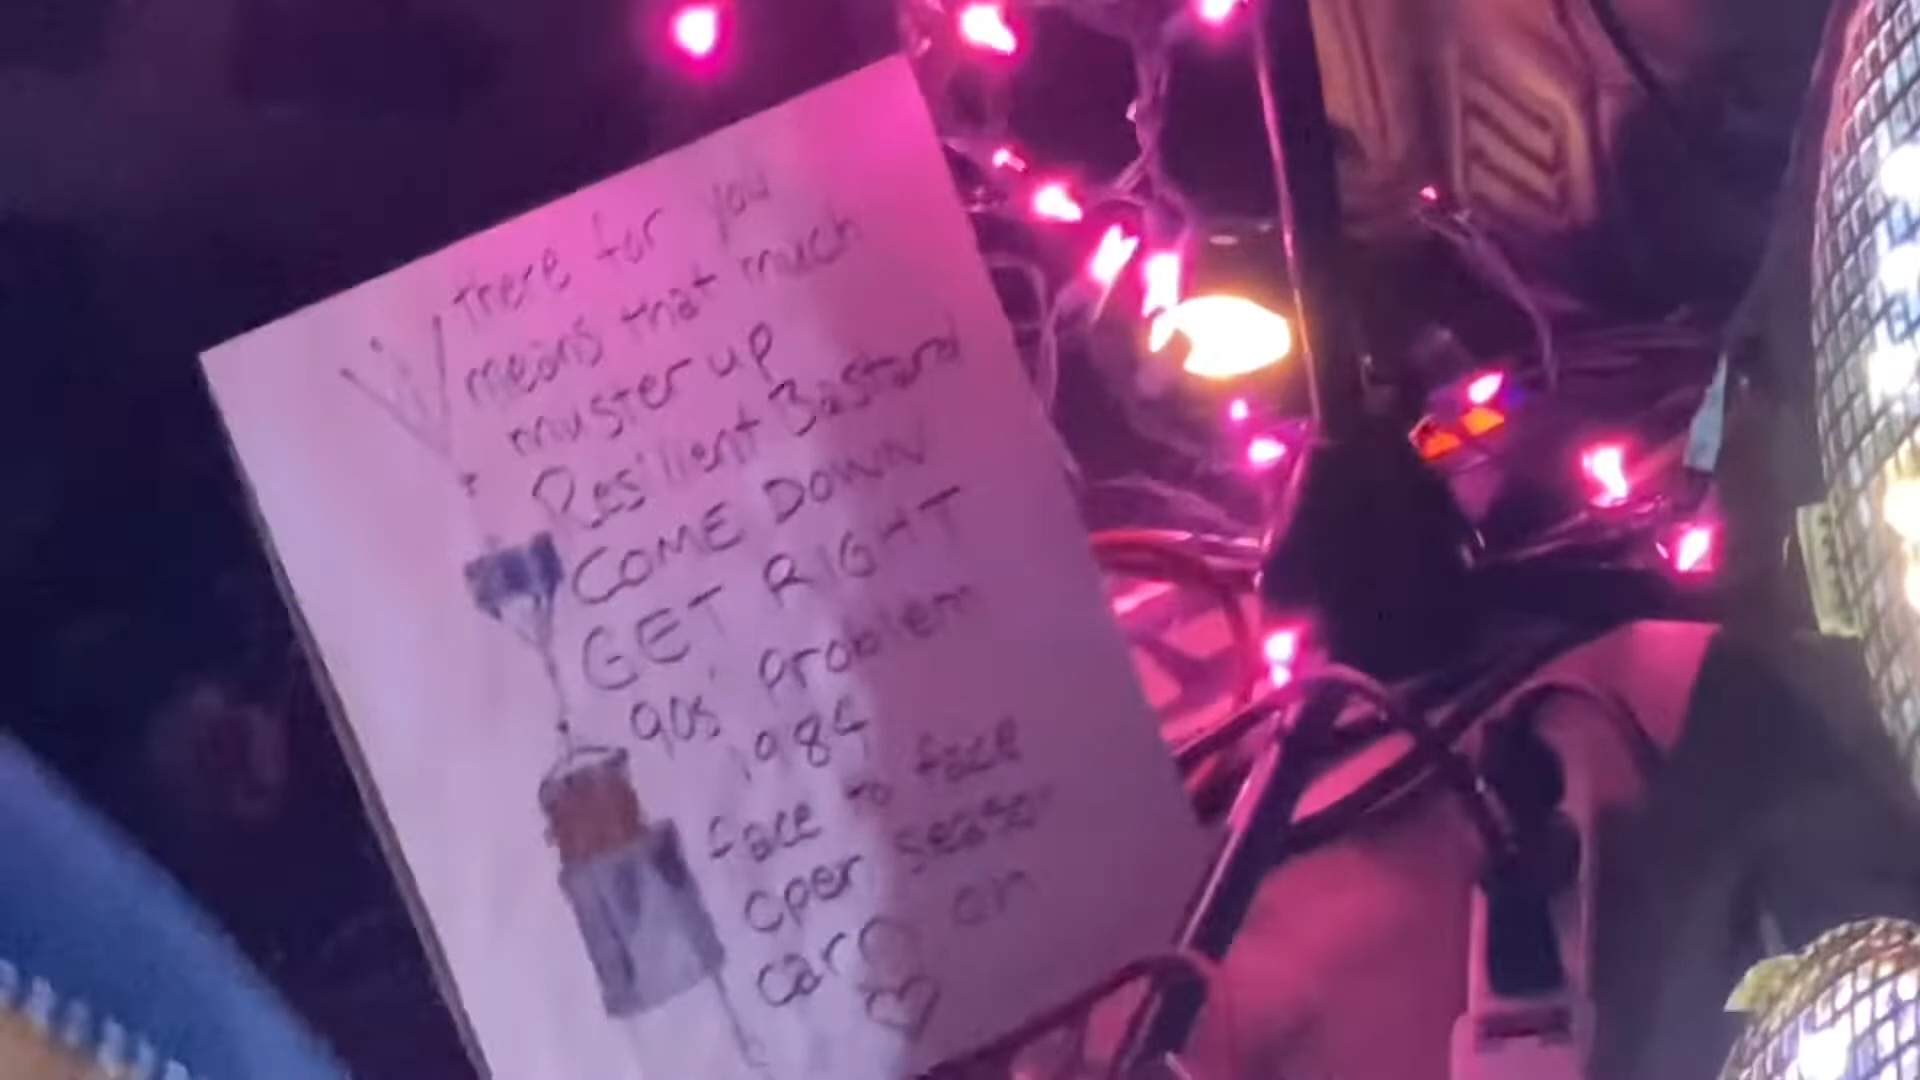 there for you
means that much
muster up
Resilient Bastard
COME DOWN
GET RIGHT
90s' Problem
1984
face to face
open season
carry on